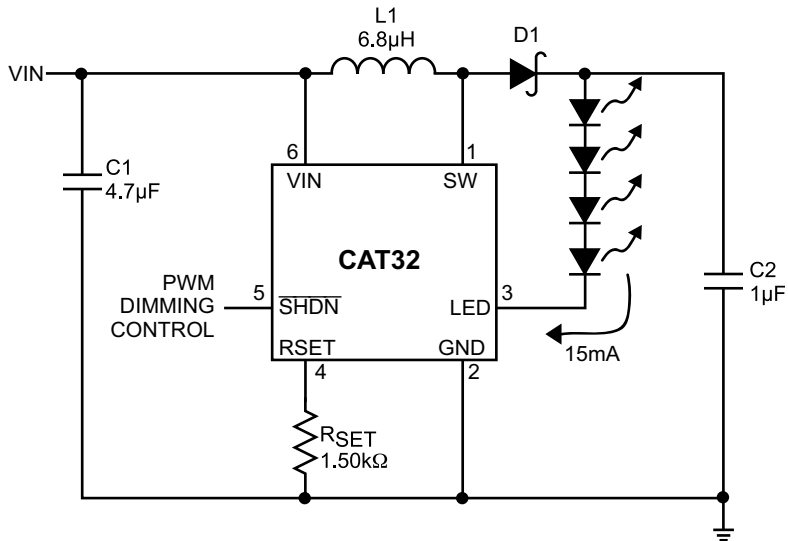 L1
6.8µH
D1
VIN
6
1
C1
4.7µF
VIN
SW
CAT32
C2
1µF
PWM
DIMMING
CONTROL
5
SHDN
LED
3
15mA
RSET
GND
4
2
RSET
1.50kΩ